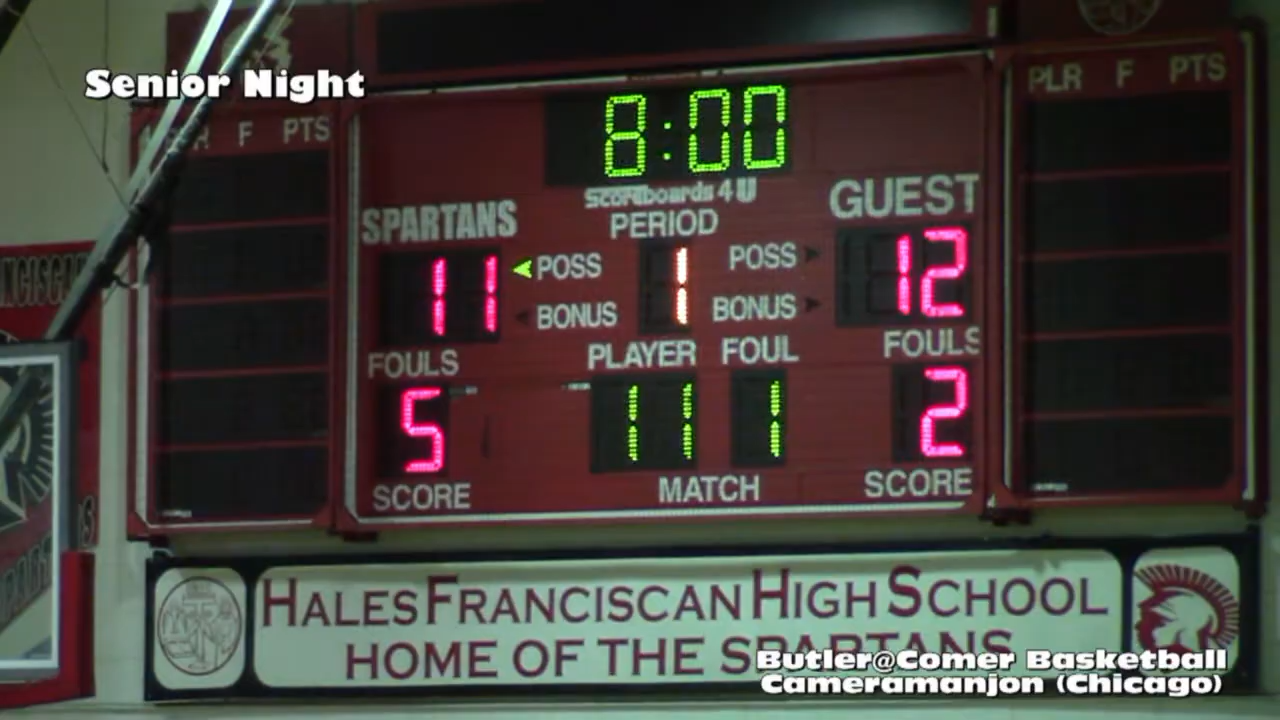 Senior Night
PLR F PTS
F PTS
8:00
Scoreboards 4 U
SPARTANS
PERIOD
GUEST
11
POSS
1
POSS
12
BONUS
BONUS
FOULS
PLAYER FOUL
FOULS
5
11 1
2
SCORE
MATCH
SCORE
HALES FRANCISCAN HIGH SCHOOL
HOME OF THE SPARTANS
Butler@Comer Basketball
Cameramanjon (Chicago)